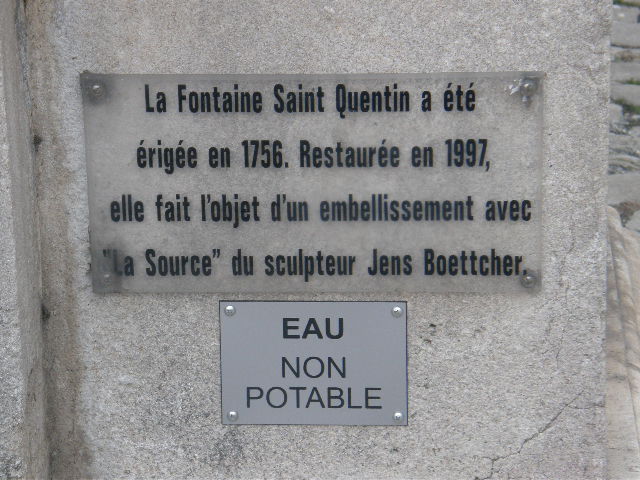 La Fontaine Saint Quentin a été
érigée en 1756. Restaurée en 1997,
elle fait l'objet d'un embellissement avec
"La Source" du sculpteur Jens Boettcher.
EAU
NON
POTABLE